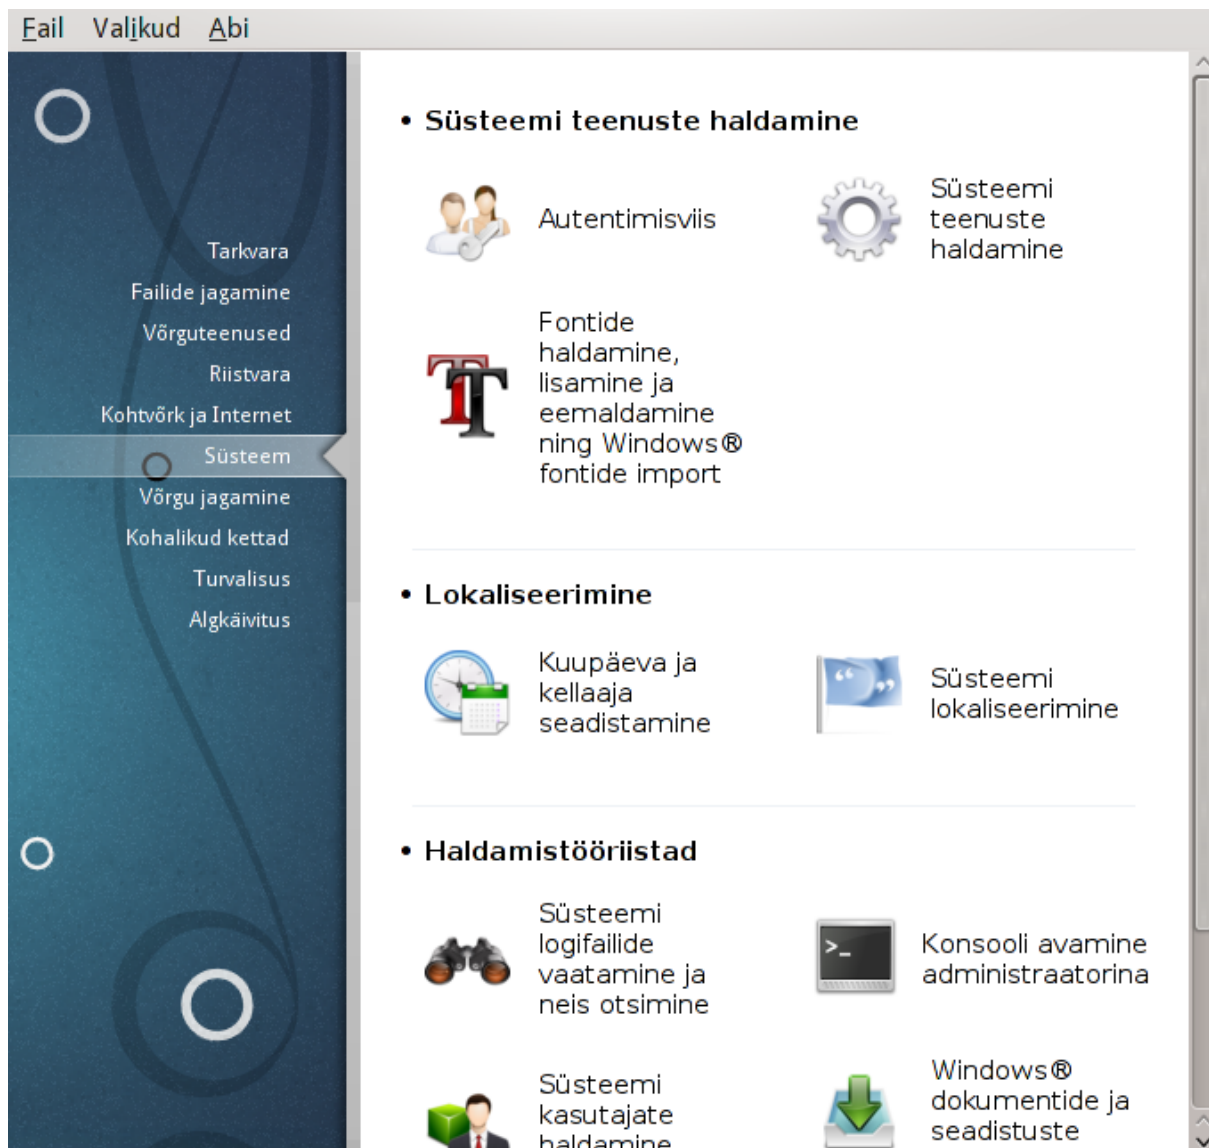 Fail Valikud Abi
Tarkvara
Failide jagamine
Võrguteenused
Riistvara
Kohtvõrk ja Internet
Süsteem
Võrgu jagamine
Kohalikud kettad
Turvalisus
Algkäivitus
• Süsteemi teenuste haldamine
Autentimisviis
Süsteemi
teenuste
haldamine
Fontide
haldamine,
lisamine ja
eemaldamine
ning Windows®
fontide import
• Lokaliseerimine
Kuupäeva ja
kellaaja
seadistamine
Süsteemi
lokaliseerimine
• Haldamistööriistad
Süsteemi
logifailide
vaatamine ja
neis otsimine
Konsooli avamine
administraatorina
Süsteemi
kasutajate
haldamine
Windows®
dokumentide ja
seadistuste